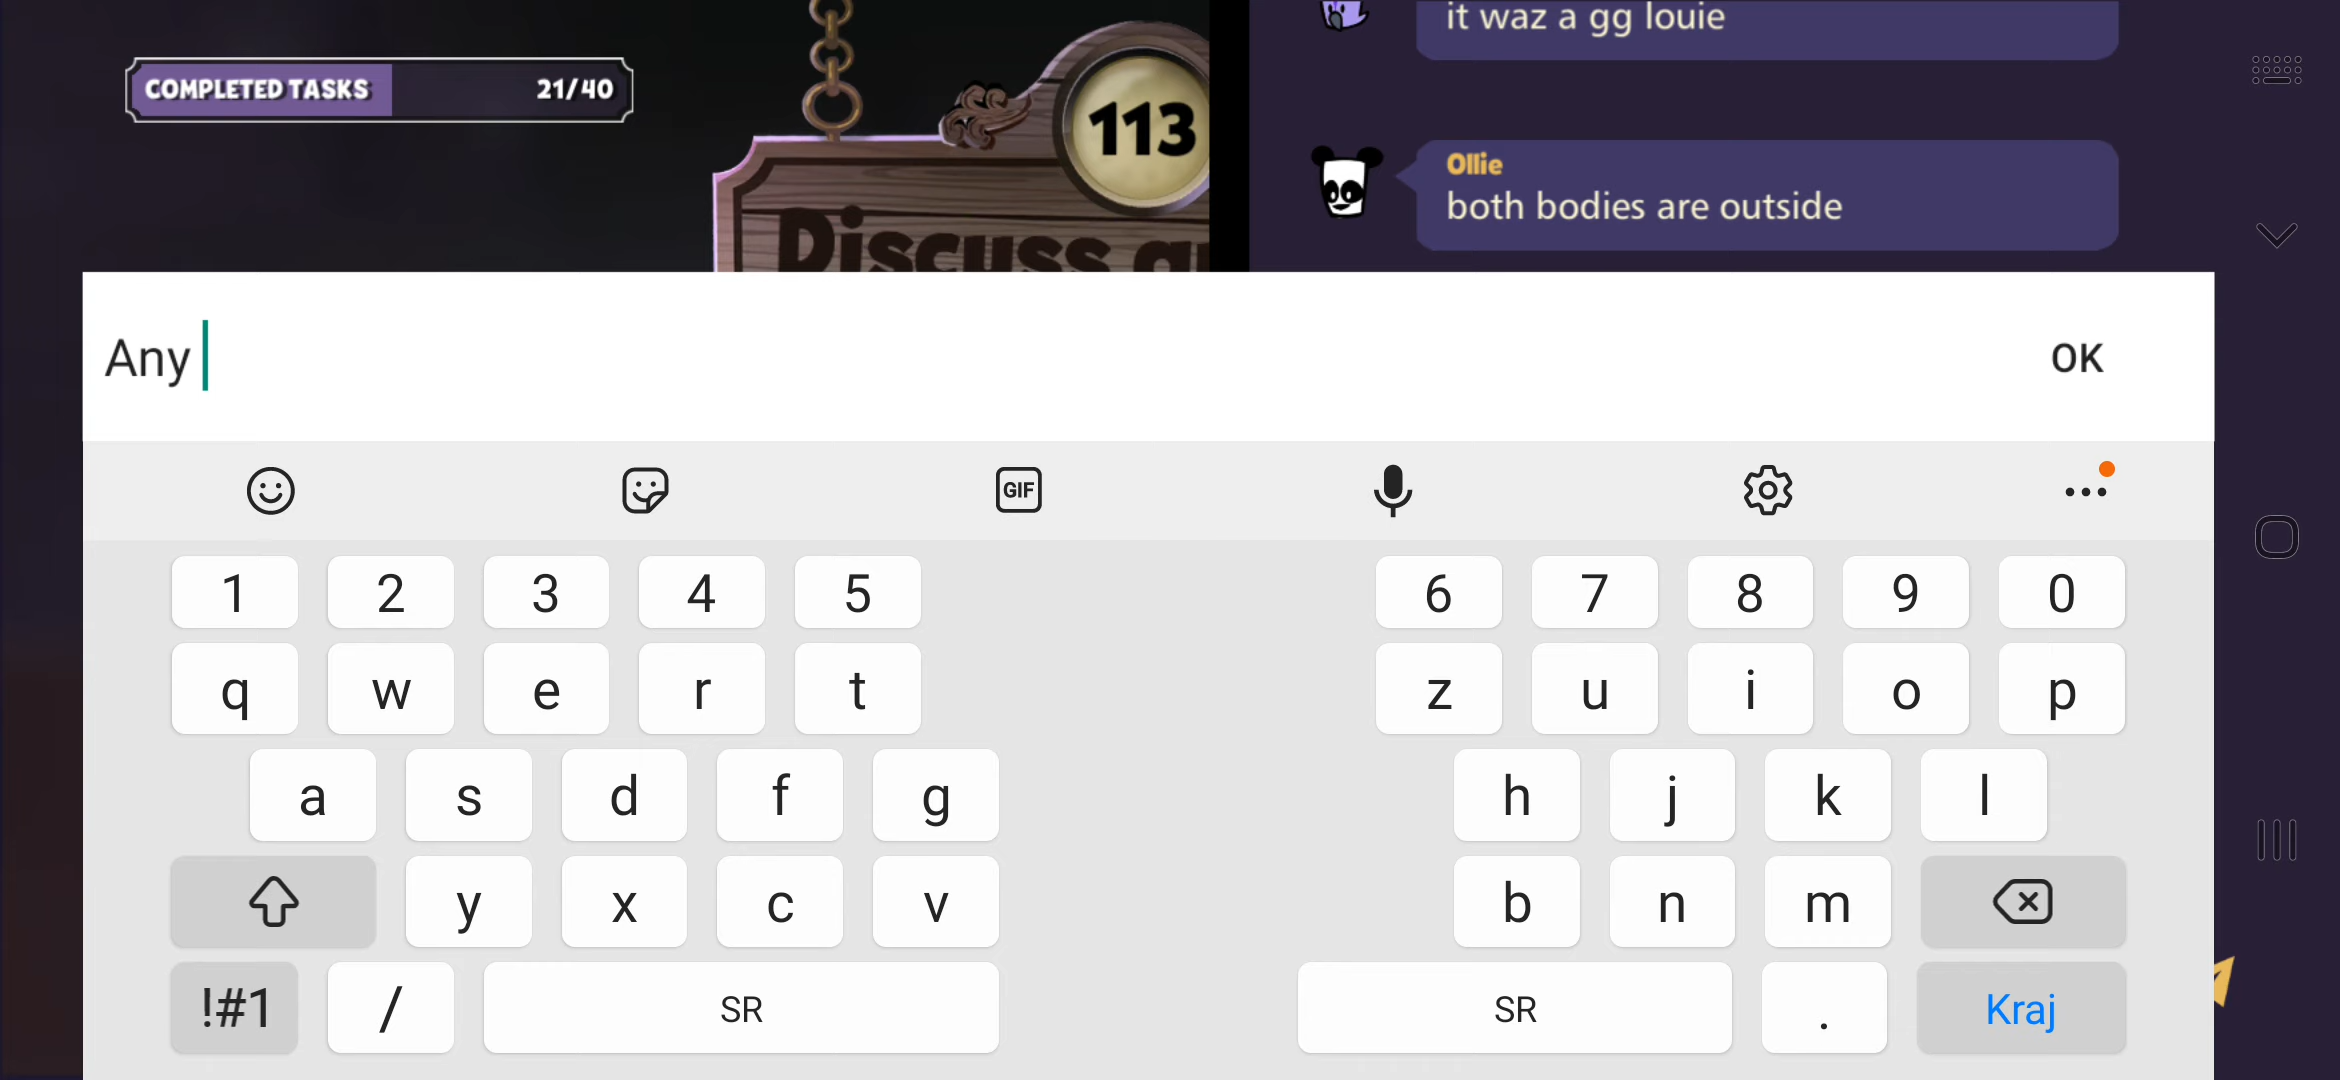 it waz a gg louie
COMPLETED TASKS 21/40
113
Ollie
both bodies are outside
Discuss
Any
OK
GIF
1 2 3 4 5 6 7 8 9 0
q w e r t z u i o p
a s d f g h j k l
y x c v b n m
!#1 / SR SR . Kraj